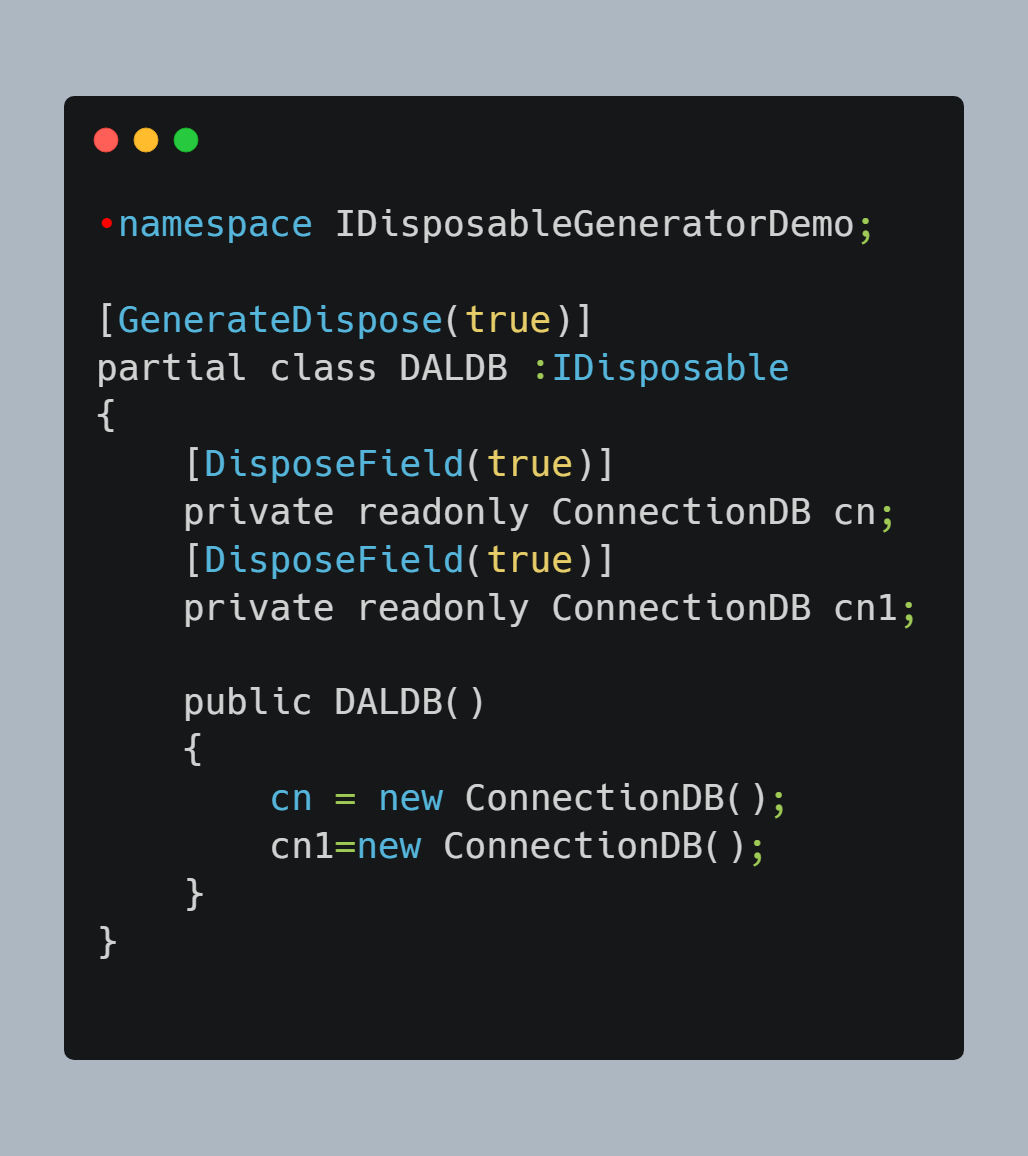 •namespace IDisposableGeneratorDemo;
[GenerateDispose(true)]
partial class DALDB :IDisposable
{
    [DisposeField(true)]
    private readonly ConnectionDB cn;
    [DisposeField(true)]
    private readonly ConnectionDB cn1;
    public DALDB()
    {
        cn = new ConnectionDB();
        cn1=new ConnectionDB();
    }
}